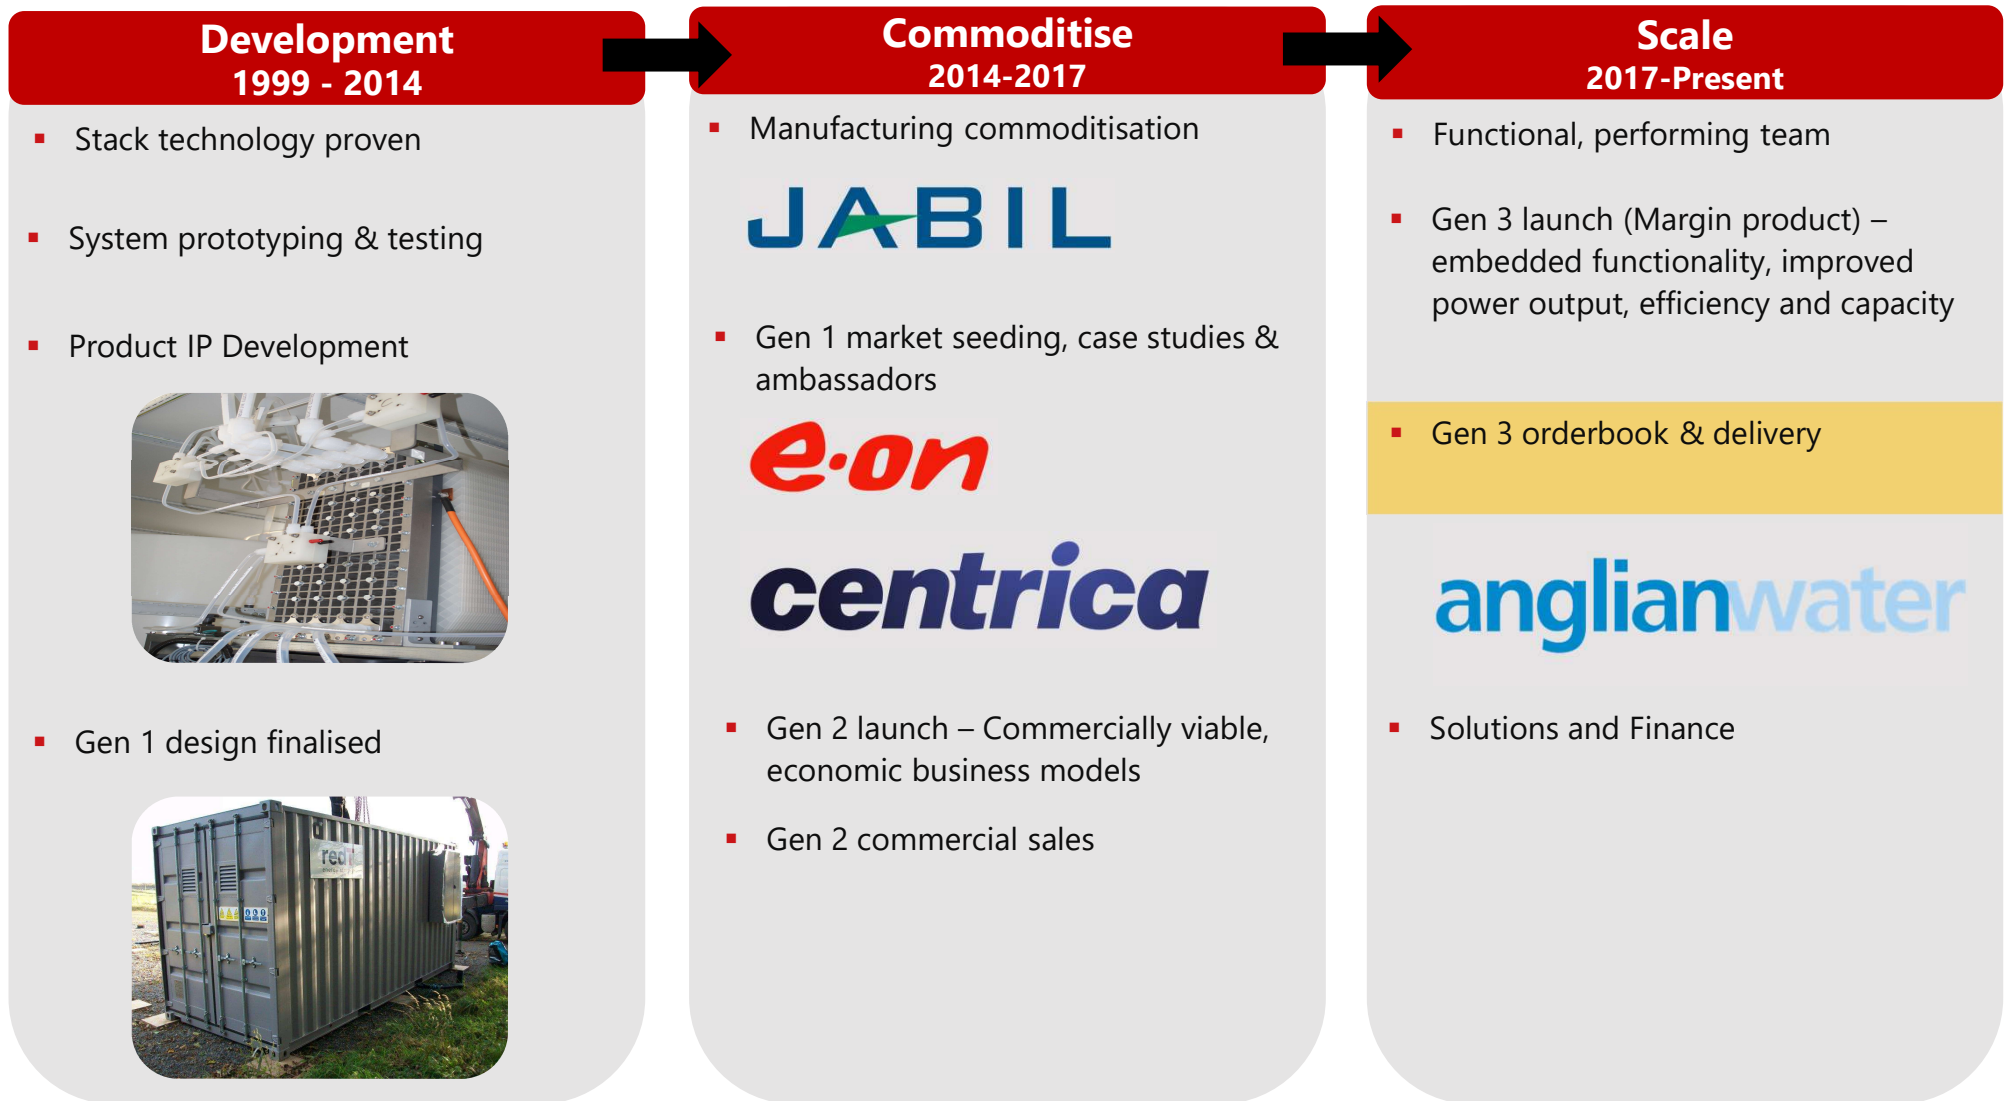 Development
1999 - 2014
Stack technology proven
System prototyping & testing
Product IP Development
Gen 1 design finalised
red
Commoditise
2014-2017
Manufacturing commoditisation
JABIL
Gen 1 market seeding, case studies &
ambassadors
e·on
centrica
Gen 2 launch – Commercially viable,
economic business models
Gen 2 commercial sales
Scale
2017-Present
Functional, performing team
Gen 3 launch (Margin product) –
embedded functionality, improved
power output, efficiency and capacity
Gen 3 orderbook & delivery
anglianwater
Solutions and Finance